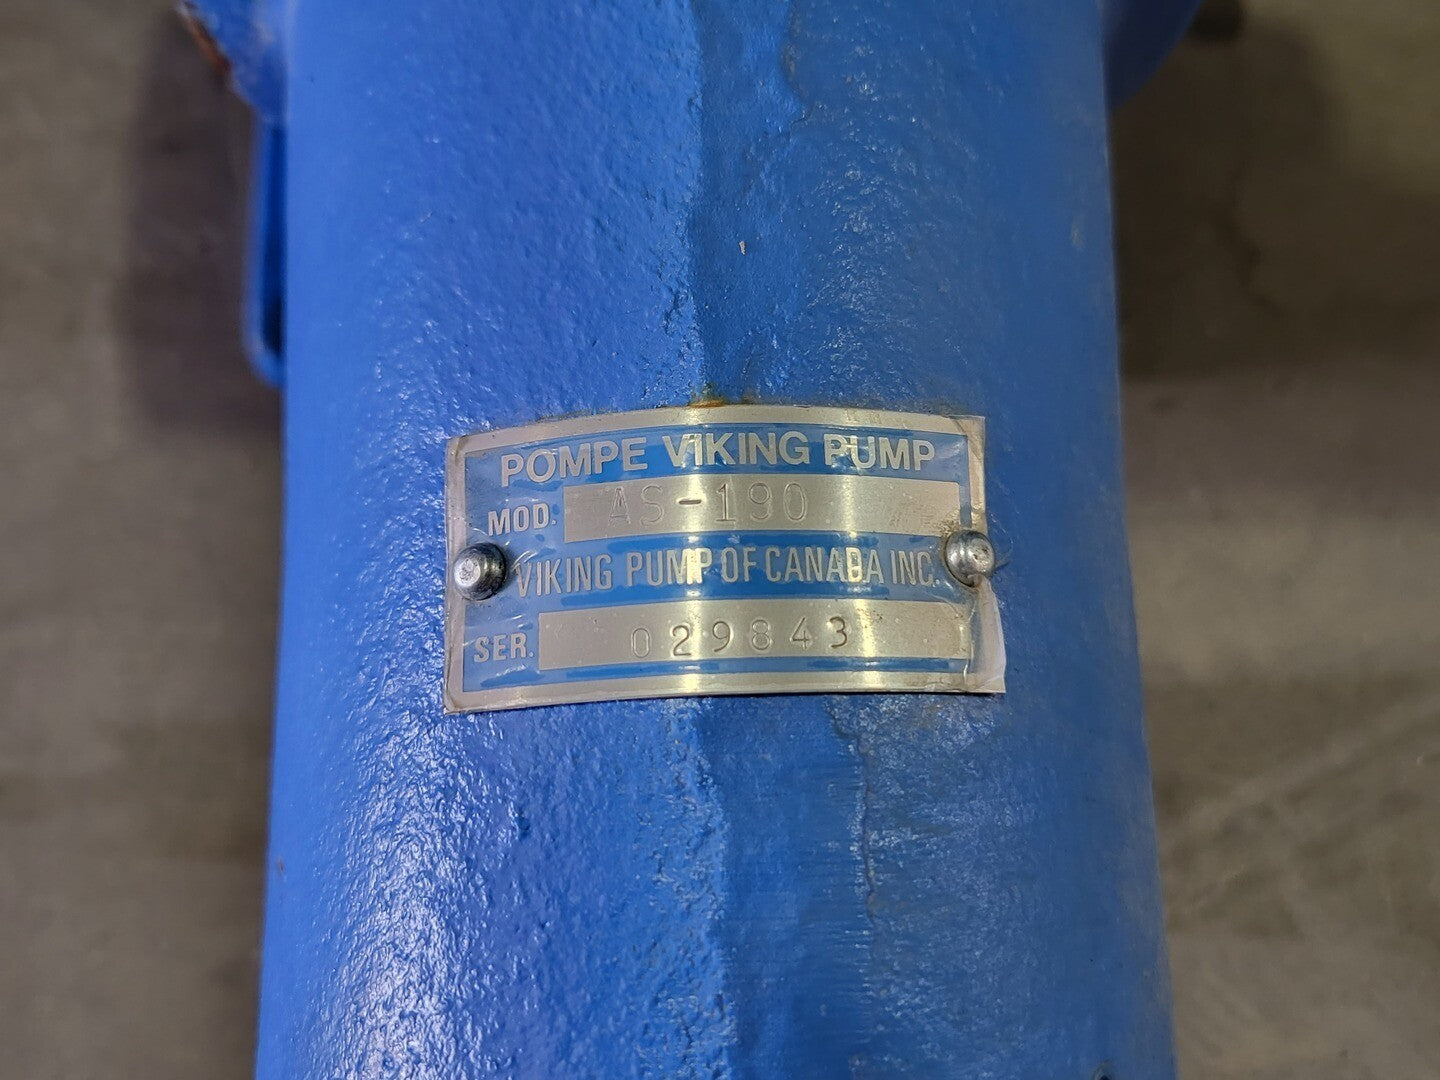 POMPE VIKING PUMP
MOD. AS-190
VIKING PUMP OF CANADA INC.
SER. 029843